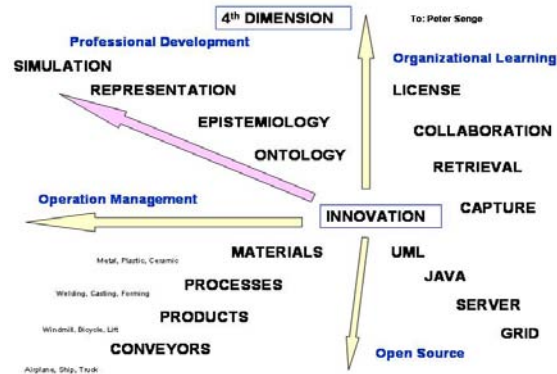 4th DIMENSION
To: Peter Senge
Professional Development
Organizational Learning
SIMULATION
LICENSE
REPRESENTATION
EPISTEMIOLOGY
COLLABORATION
ONTOLOGY
RETRIEVAL
Operation Management
CAPTURE
INNOVATION
MATERIALS
UML
Metal, Plastic, Ceramic
JAVA
PROCESSES
Welding, Casting, Forming
SERVER
PRODUCTS
GRID
Windmill, Bicycle, Lift
CONVEYORS
Open Source
Airplane, Ship, Truck